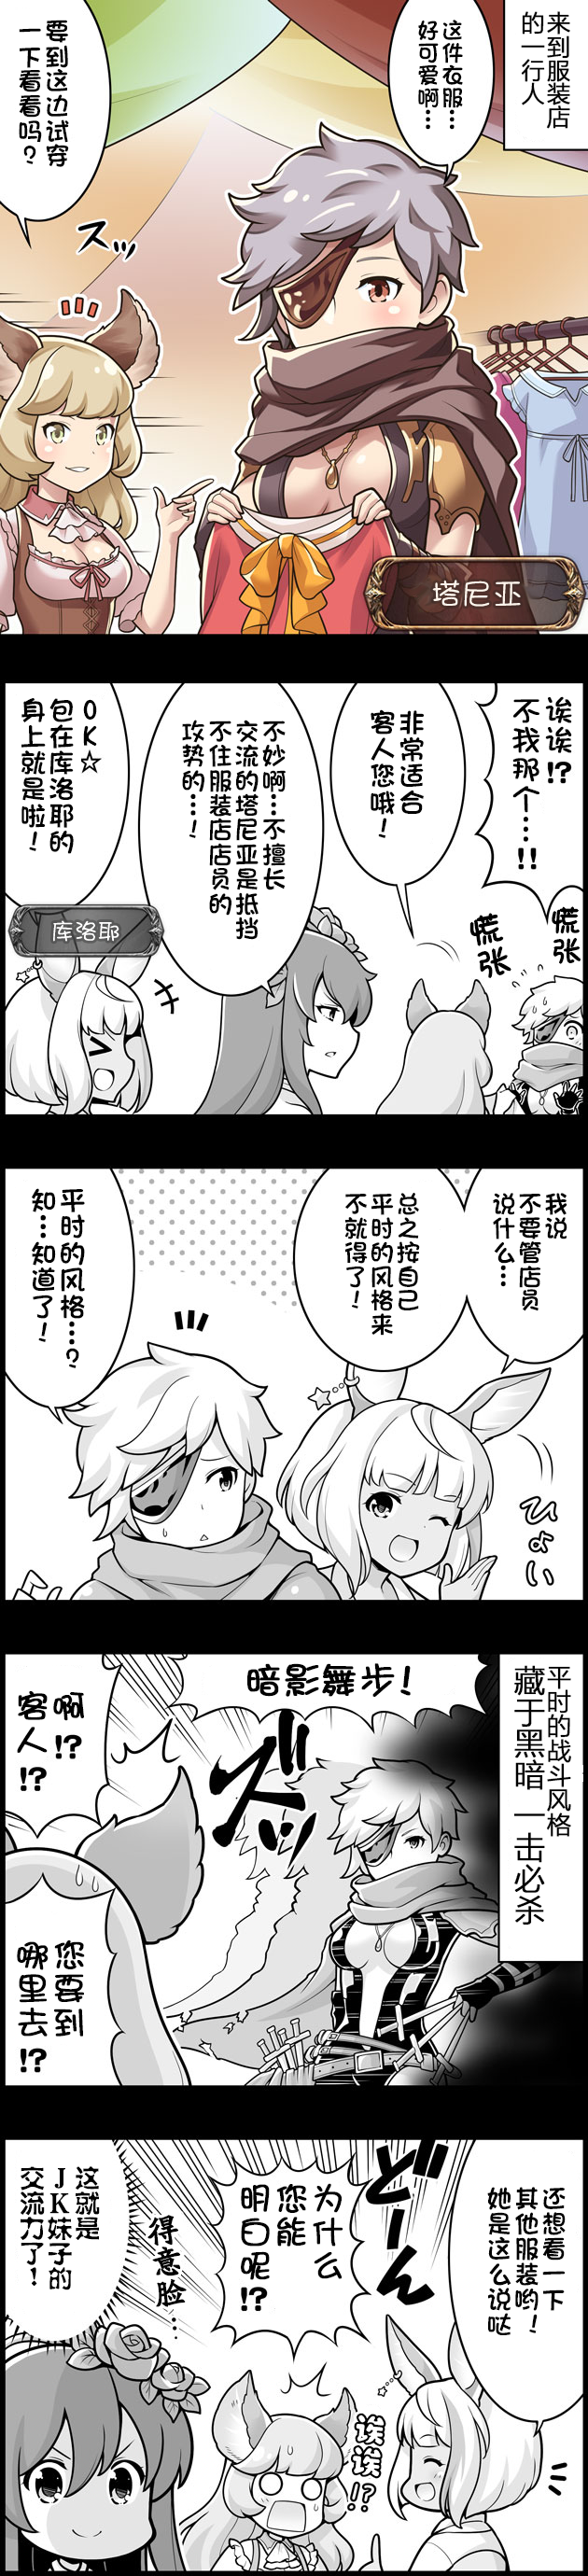 来到服装店
的一行人
这件衣服…
好可爱啊…
要到这边试穿
一下看看吗？
スッ
塔尼亚
诶诶!?
不我那个…!!
慌张
慌张
非常适合
客人您哦！
不妙啊…不擅长
交流的塔尼亚是抵挡
不住服装店店员的
攻势的…！
OK☆
包在库洛耶的
身上就是啦！
库洛耶
我说
不要管店员
说什么…
总之按自己
平时的风格来
不就得了！
平时的风格…？
知…知道了！
ひょい
平时的战斗风格
藏于黑暗 一击必杀
暗影舞步！
ズッ
啊!?
客人!?
您要到
哪里去!?
还想看一下
其他服装哟！
她是这么说哒
どーん
为什么
您能
明白呢!?
诶诶!?
得意脸…
这就是
JK妹子的
交流力了！